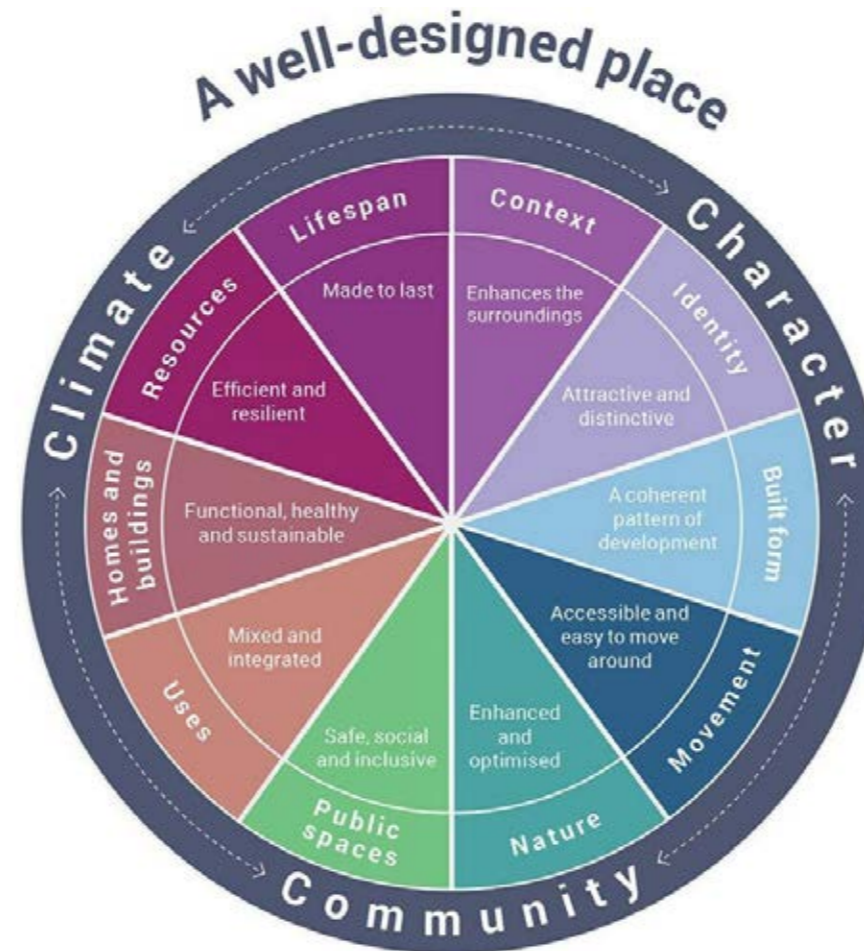 A well-designed place
Climate
Character
Community
Context
Enhances the
surroundings
Identity
Attractive and
distinctive
Built form
A coherent
pattern of
development
Movement
Accessible and
easy to move
around
Nature
Enhanced
and
optimised
Public
spaces
Safe, social
and inclusive
Uses
Mixed and
integrated
Homes and
buildings
Functional, healthy
and sustainable
Resources
Efficient and
resilient
Lifespan
Made to last